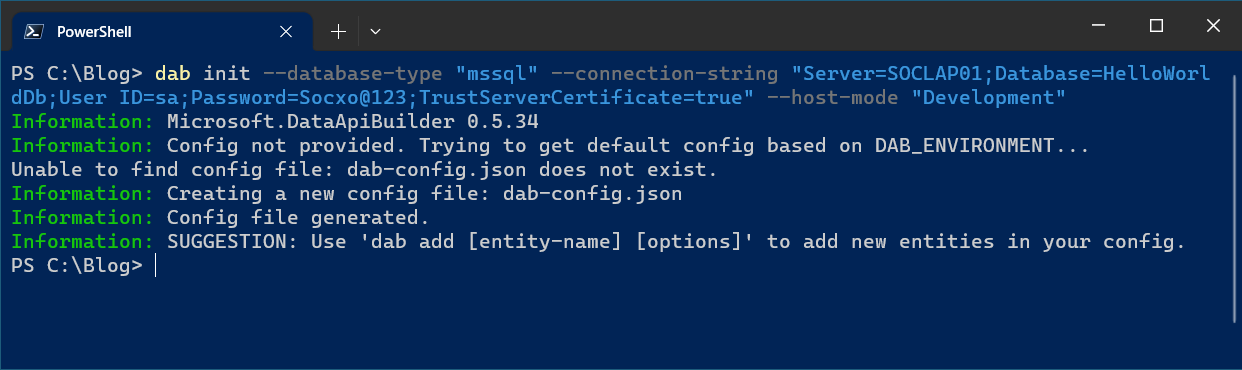 PowerShell
PS C:\Blog> dab init --database-type "mssql" --connection-string "Server=SOCLAP01;Database=HelloWorl
dDb;User ID=sa;Password=Socxo@123;TrustServerCertificate=true" --host-mode "Development"
Information: Microsoft.DataApiBuilder 0.5.34
Information: Config not provided. Trying to get default config based on DAB_ENVIRONMENT...
Unable to find config file: dab-config.json does not exist.
Information: Creating a new config file: dab-config.json
Information: Config file generated.
Information: SUGGESTION: Use 'dab add [entity-name] [options]' to add new entities in your config.
PS C:\Blog>